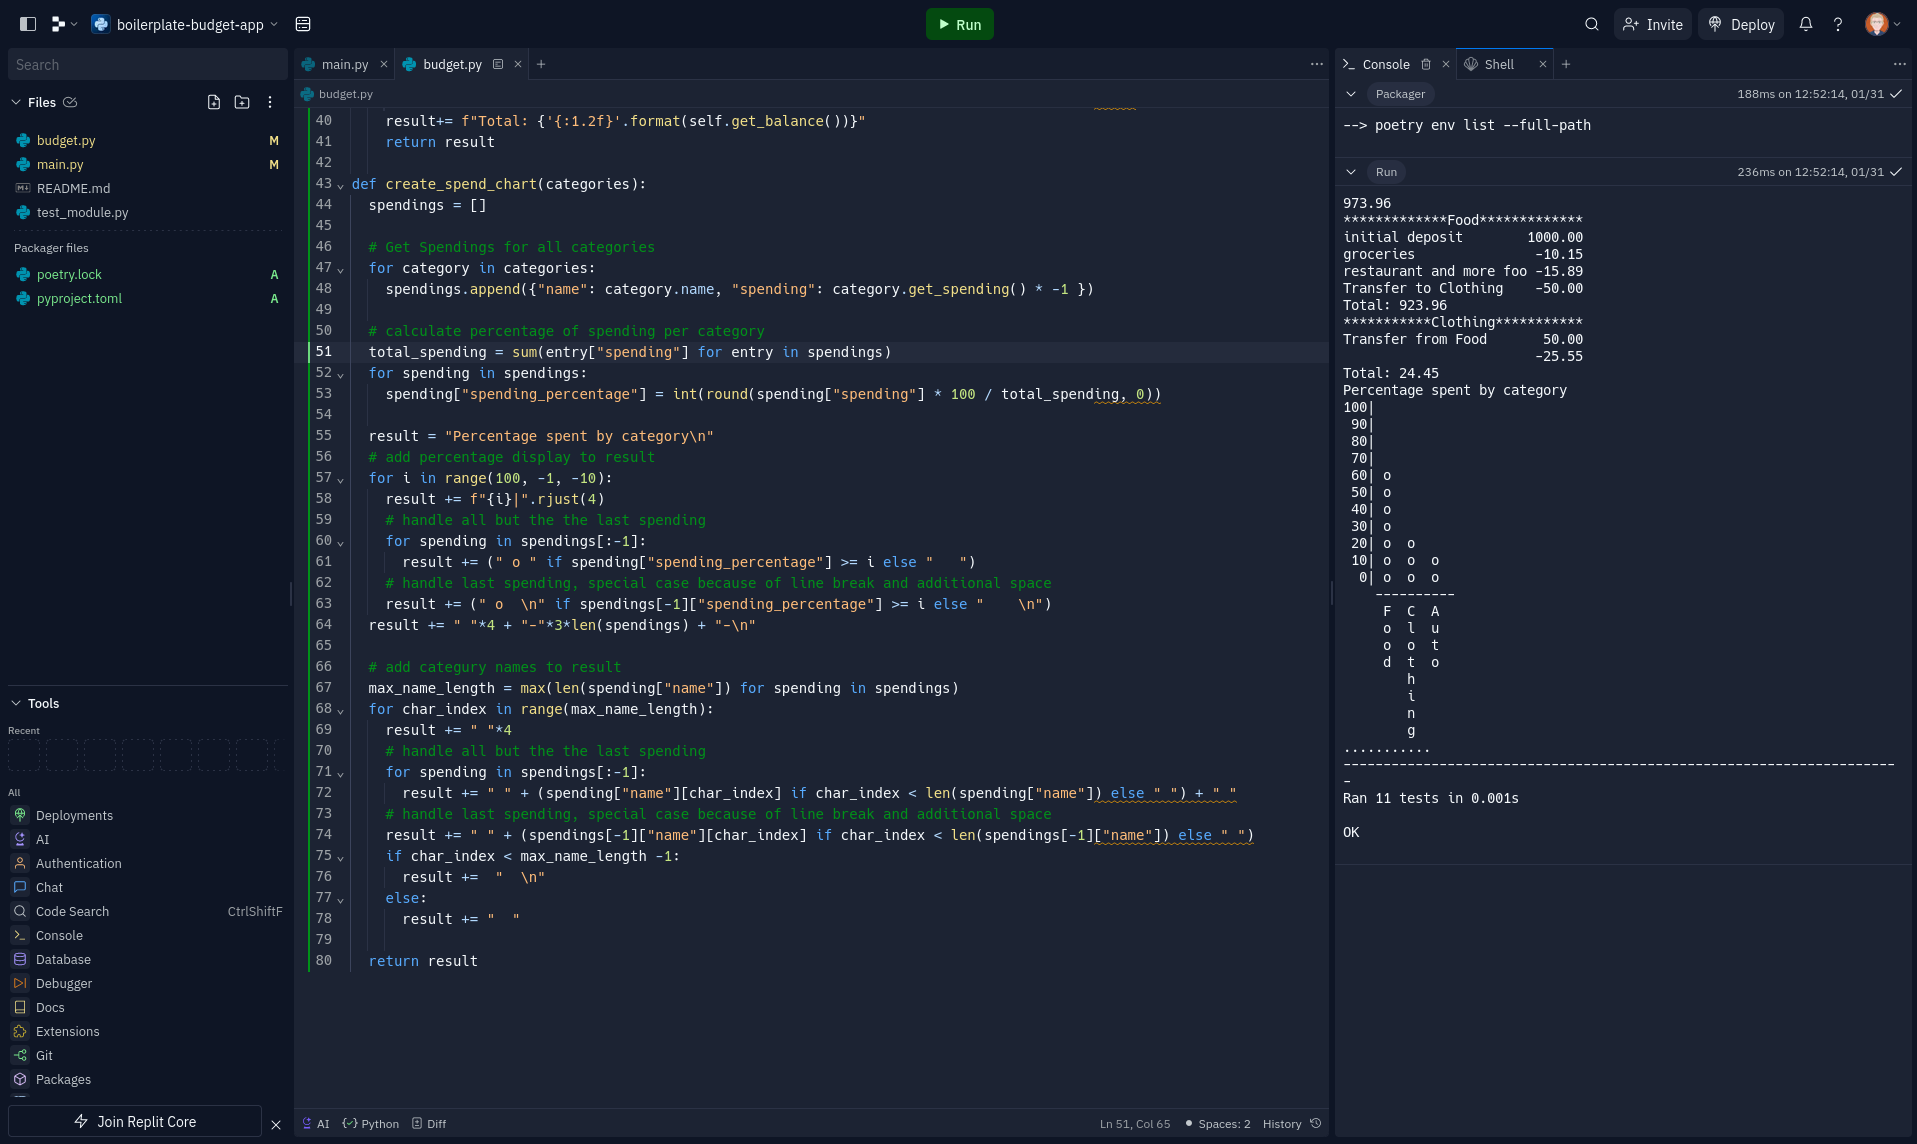 boilerplate-budget-app
Run
Invite
Deploy
Search
Files
budget.py M
main.py M
README.md
test_module.py
Packager files
poetry.lock A
pyproject.toml A
Tools
Recent
All
Deployments
AI
Authentication
Chat
Code Search CtrlShiftF
Console
Database
Debugger
Docs
Extensions
Git
Packages
Join Replit Core
main.py
budget.py
budget.py
40     result+= f"Total: {'{:1.2f}'.format(self.get_balance())}"
41     return result
42
43 def create_spend_chart(categories):
44   spendings = []
45
46   # Get Spendings for all categories
47   for category in categories:
48     spendings.append({"name": category.name, "spending": category.get_spending() * -1 })
49
50   # calculate percentage of spending per category
51   total_spending = sum(entry["spending"] for entry in spendings)
52   for spending in spendings:
53     spending["spending_percentage"] = int(round(spending["spending"] * 100 / total_spending, 0))
54
55   result = "Percentage spent by category\n"
56   # add percentage display to result
57   for i in range(100, -1, -10):
58     result += f"{i}|".rjust(4)
59     # handle all but the the last spending
60     for spending in spendings[:-1]:
61       result += (" o " if spending["spending_percentage"] >= i else "   ")
62     # handle last spending, special case because of line break and additional space
63     result += (" o  \n" if spendings[-1]["spending_percentage"] >= i else "    \n")
64   result += " "*4 + "-"*3*len(spendings) + "-\n"
65
66   # add categury names to result
67   max_name_length = max(len(spending["name"]) for spending in spendings)
68   for char_index in range(max_name_length):
69     result += " "*4
70     # handle all but the the last spending
71     for spending in spendings[:-1]:
72       result += " " + (spending["name"][char_index] if char_index < len(spending["name"]) else " ") + " "
73     # handle last spending, special case because of line break and additional space
74     result += " " + (spendings[-1]["name"][char_index] if char_index < len(spendings[-1]["name"]) else " ")
75     if char_index < max_name_length -1:
76       result +=  "  \n"
77     else:
78       result += "  "
79
80   return result
AI
Python
Diff
Ln 51, Col 65
Spaces: 2
History
Console
Shell
Packager 188ms on 12:52:14, 01/31
--> poetry env list --full-path
Run 236ms on 12:52:14, 01/31
973.96
*************Food*************
initial deposit        1000.00
groceries               -10.15
restaurant and more foo -15.89
Transfer to Clothing    -50.00
Total: 923.96
***********Clothing***********
Transfer from Food       50.00
                        -25.55
Total: 24.45
Percentage spent by category
100|
 90|
 80|
 70|
 60| o
 50| o
 40| o
 30| o
 20| o  o
 10| o  o  o
  0| o  o  o
    ----------
     F  C  A
     o  l  u
     o  o  t
     d  t  o
        h
        i
        n
        g
...........
---------------------------------------------------------------------
-
Ran 11 tests in 0.001s
OK